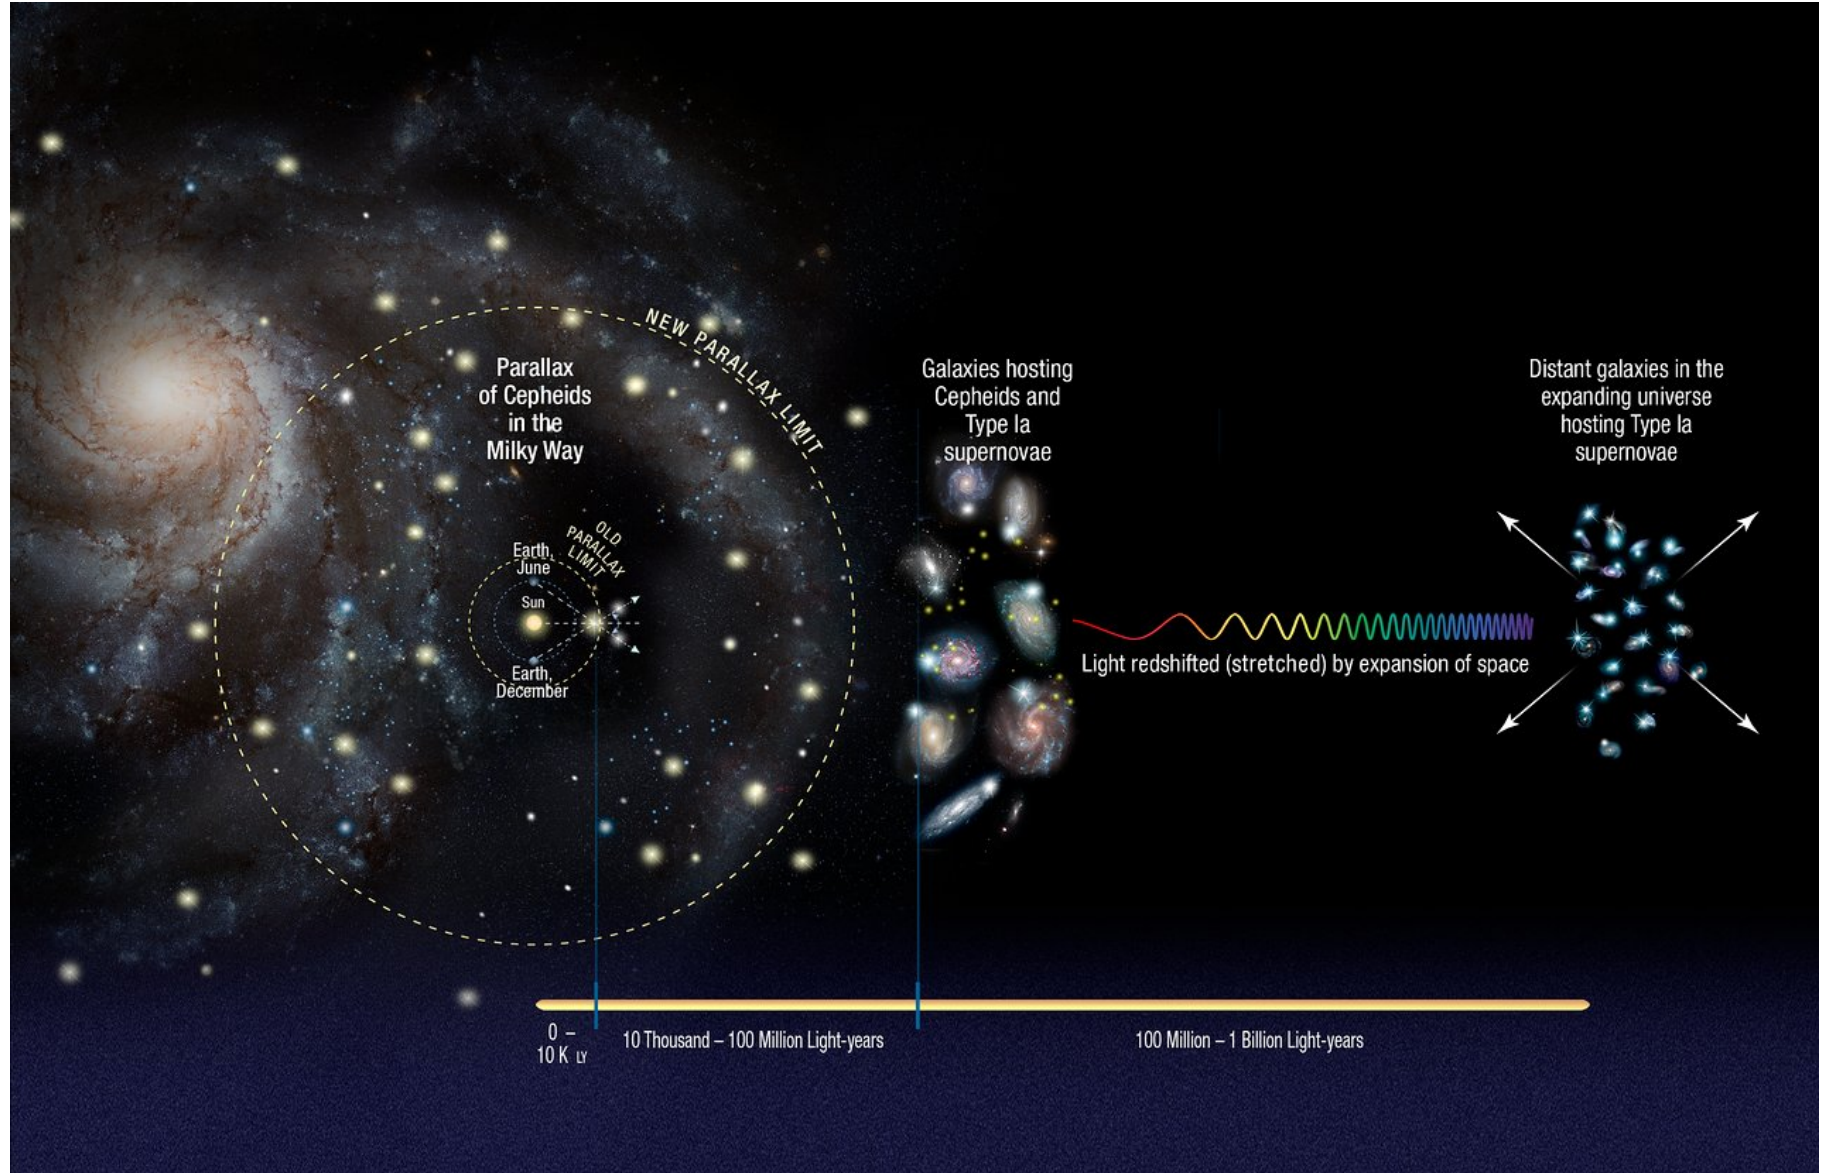 NEW PARALLAX LIMIT
Parallax
of Cepheids
in the
Milky Way
Galaxies hosting
Cepheids and
Type Ia
supernovae
Distant galaxies in the
expanding universe
hosting Type Ia
supernovae
OLD
PARALLAX
LIMIT
Earth,
June
Sun
Earth,
December
Light redshifted (stretched) by expansion of space
0 –
10 K LY
10 Thousand – 100 Million Light-years
100 Million – 1 Billion Light-years